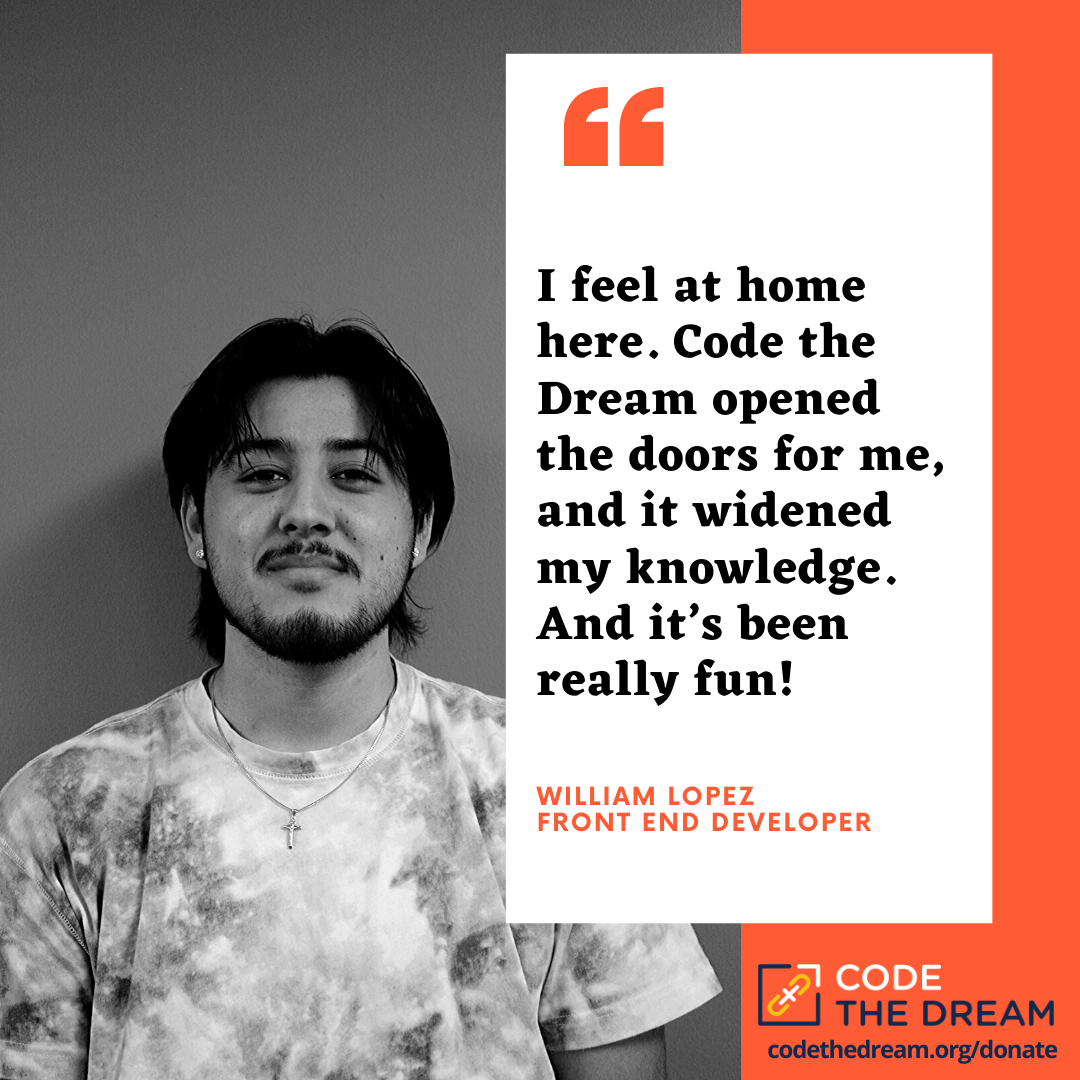 I feel at home
here. Code the
Dream opened
the doors for me,
and it widened
my knowledge.
And it’s been
really fun!
WILLIAM LOPEZ
FRONT END DEVELOPER
CODE
THE DREAM
codethedream.org/donate